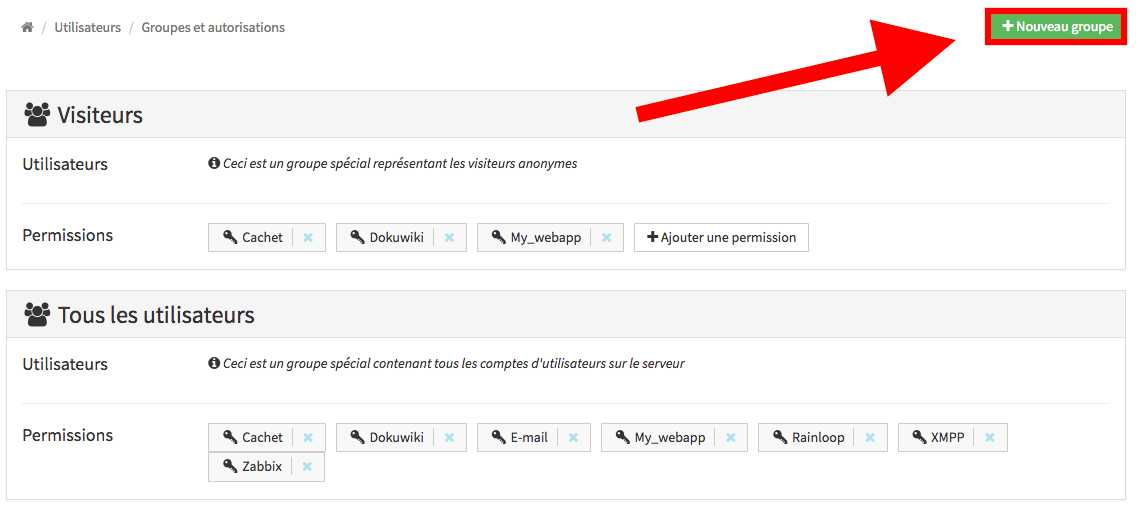 / Utilisateurs / Groupes et autorisations
Nouveau groupe
Visiteurs
Utilisateurs
Ceci est un groupe spécial représentant les visiteurs anonymes
Permissions
Cachet
Dokuwiki
My_webapp
Ajouter une permission
Tous les utilisateurs
Utilisateurs
Ceci est un groupe spécial contenant tous les comptes d'utilisateurs sur le serveur
Permissions
Cachet
Dokuwiki
E-mail
My_webapp
Rainloop
XMPP
Zabbix